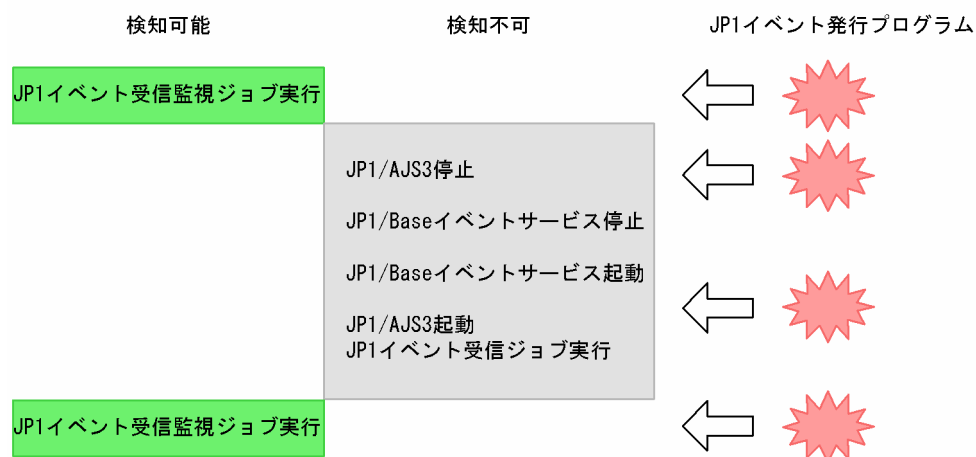 検知可能
検知不可
JP1イベント発行プログラム
JP1イベント受信監視ジョブ実行
JP1/AJS3停止
JP1/Baseイベントサービス停止
JP1/Baseイベントサービス起動
JP1/AJS3起動
JP1イベント受信ジョブ実行
JP1イベント受信監視ジョブ実行